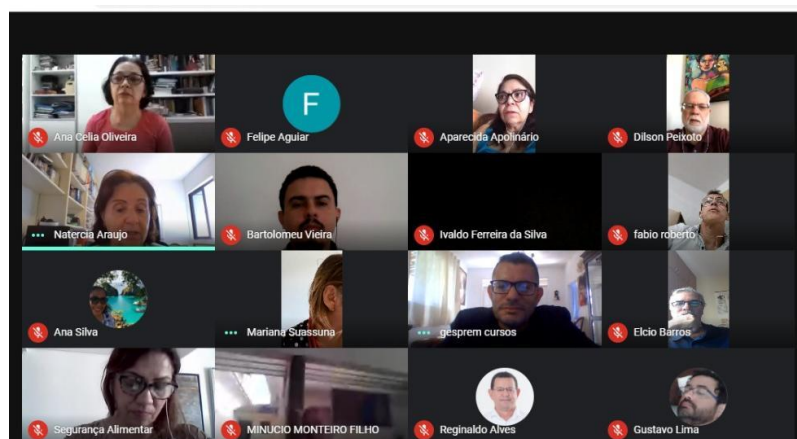 Ana Celia Oliveira
F
Felipe Aguiar
Aparecida Apolinário
Dilson Peixoto
Natercia Araujo
Bartolomeu Vieira
Ivaldo Ferreira da Silva
fabio roberto
Ana Silva
Mariana Suassuna
gesprem cursos
Elcio Barros
Segurança Alimentar
MINUCIO MONTEIRO FILHO
Reginaldo Alves
Gustavo Lima